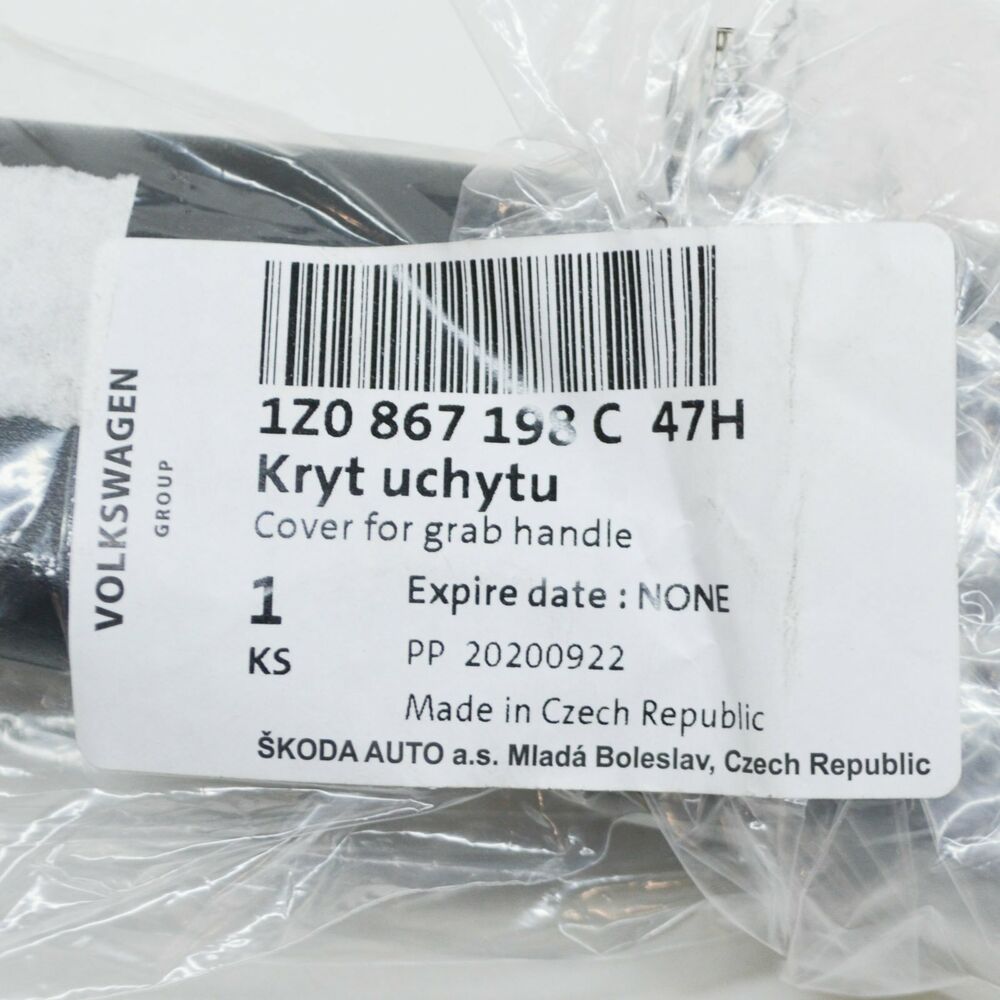 VOLKSWAGEN
GROUP
1Z0 867 198 C 47H
Kryt uchytu
Cover for grab handle
1
KS
Expire date : NONE
PP 20200922
Made in Czech Republic
ŠKODA AUTO a.s. Mladá Boleslav, Czech Republic